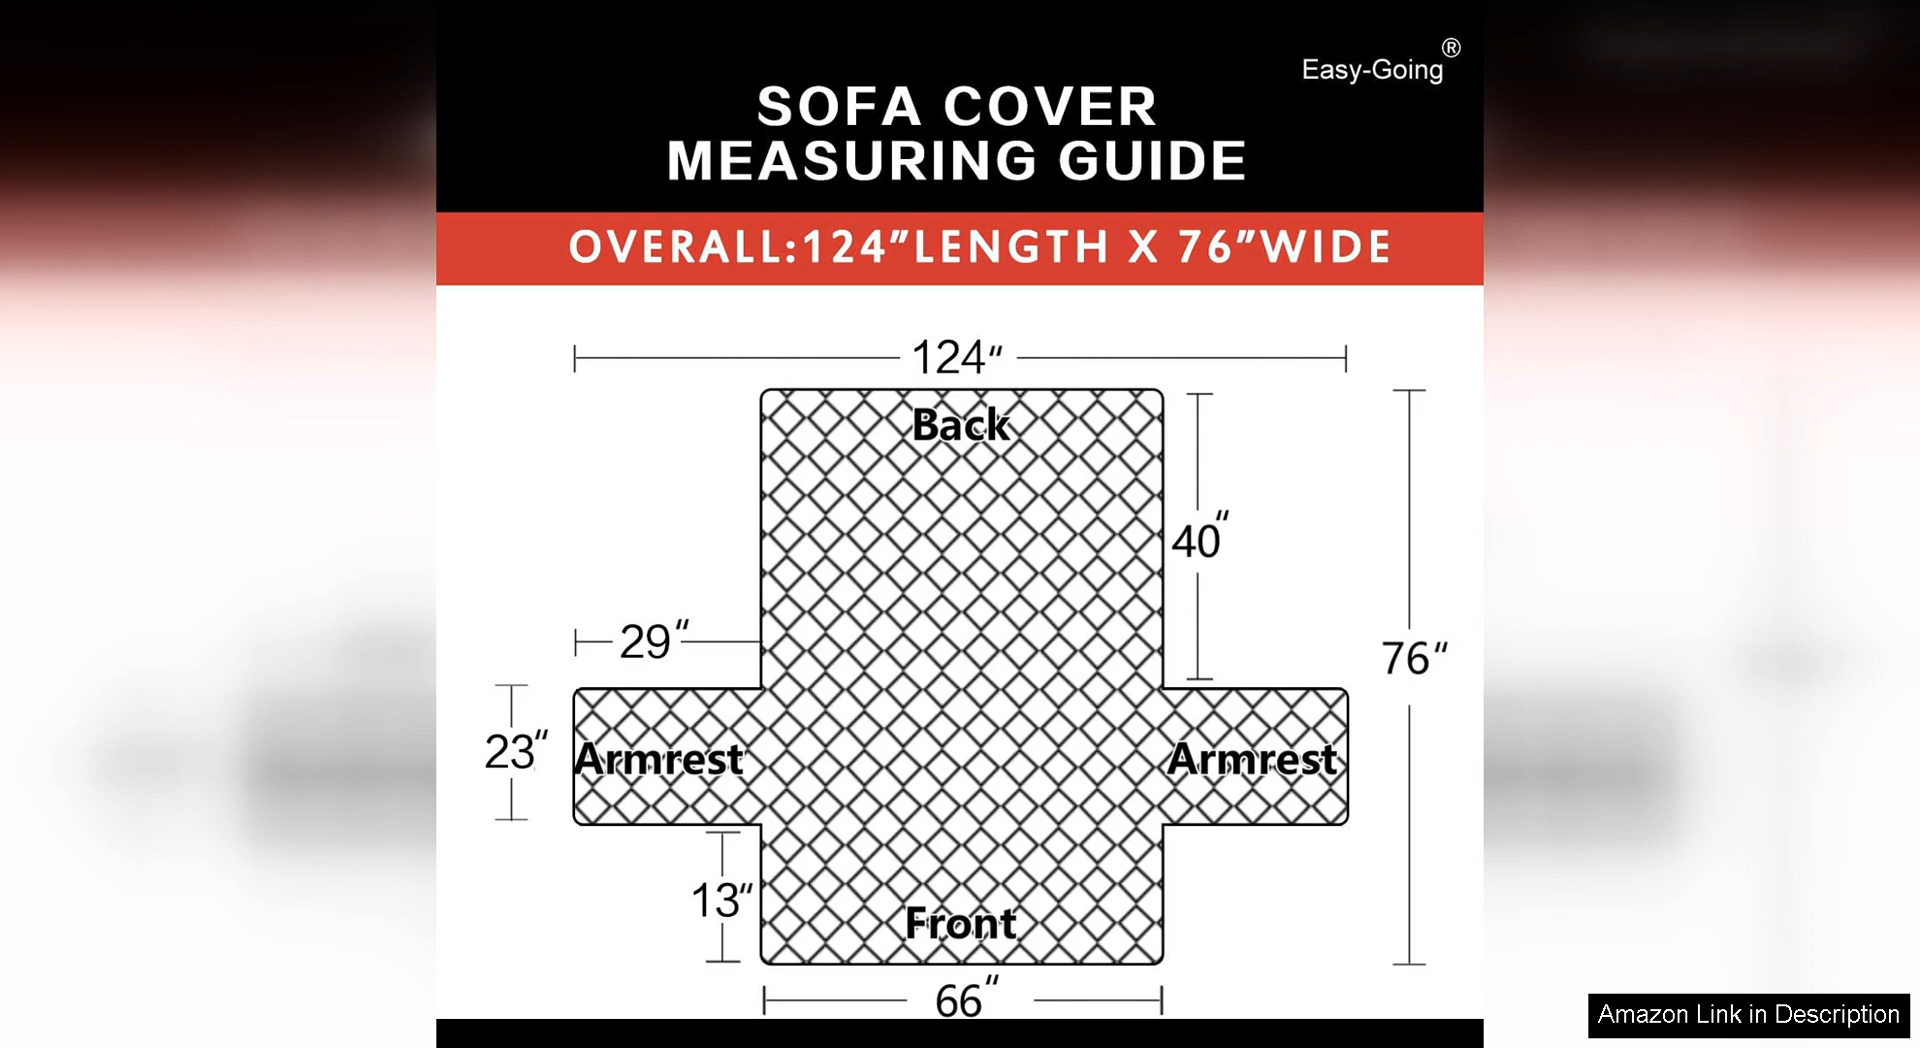 Easy-Going®
SOFA COVER
MEASURING GUIDE
OVERALL:124"LENGTH X 76"WIDE
124"
Back
40"
29"
76"
23"
Armrest
Armrest
13"
Front
66"
Amazon Link in Description